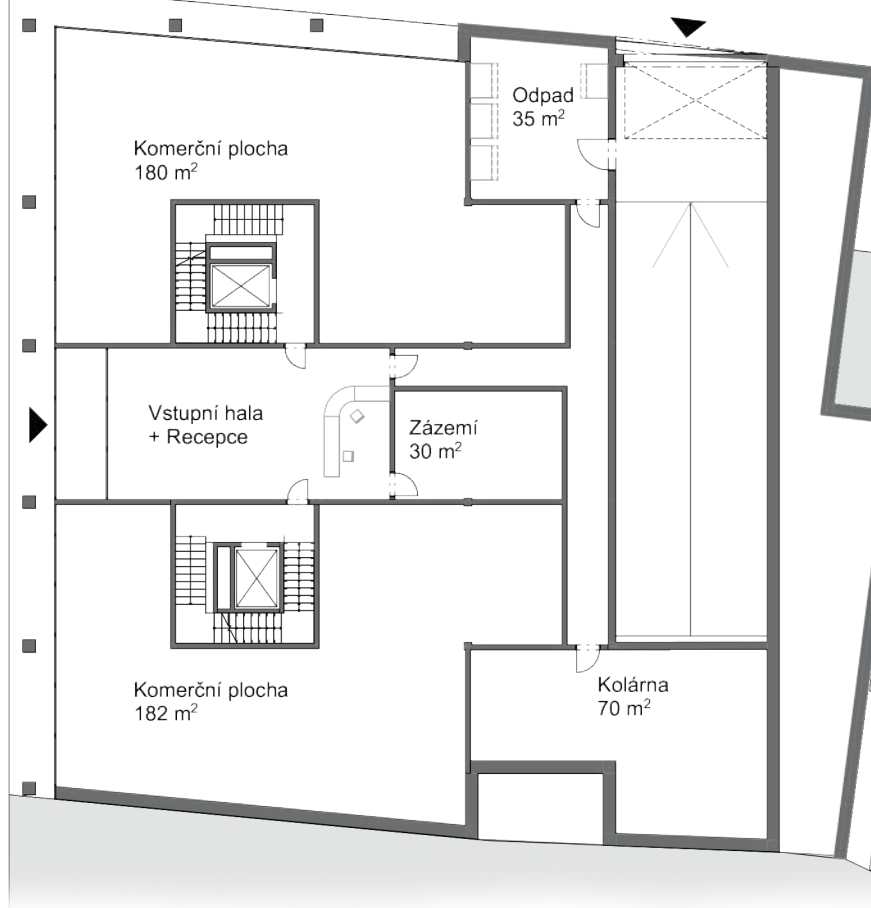 Odpad
35 m²
Komerční plocha
180 m²
Vstupní hala
+ Recepce
Zázemí
30 m²
Komerční plocha
182 m²
Kolárna
70 m²